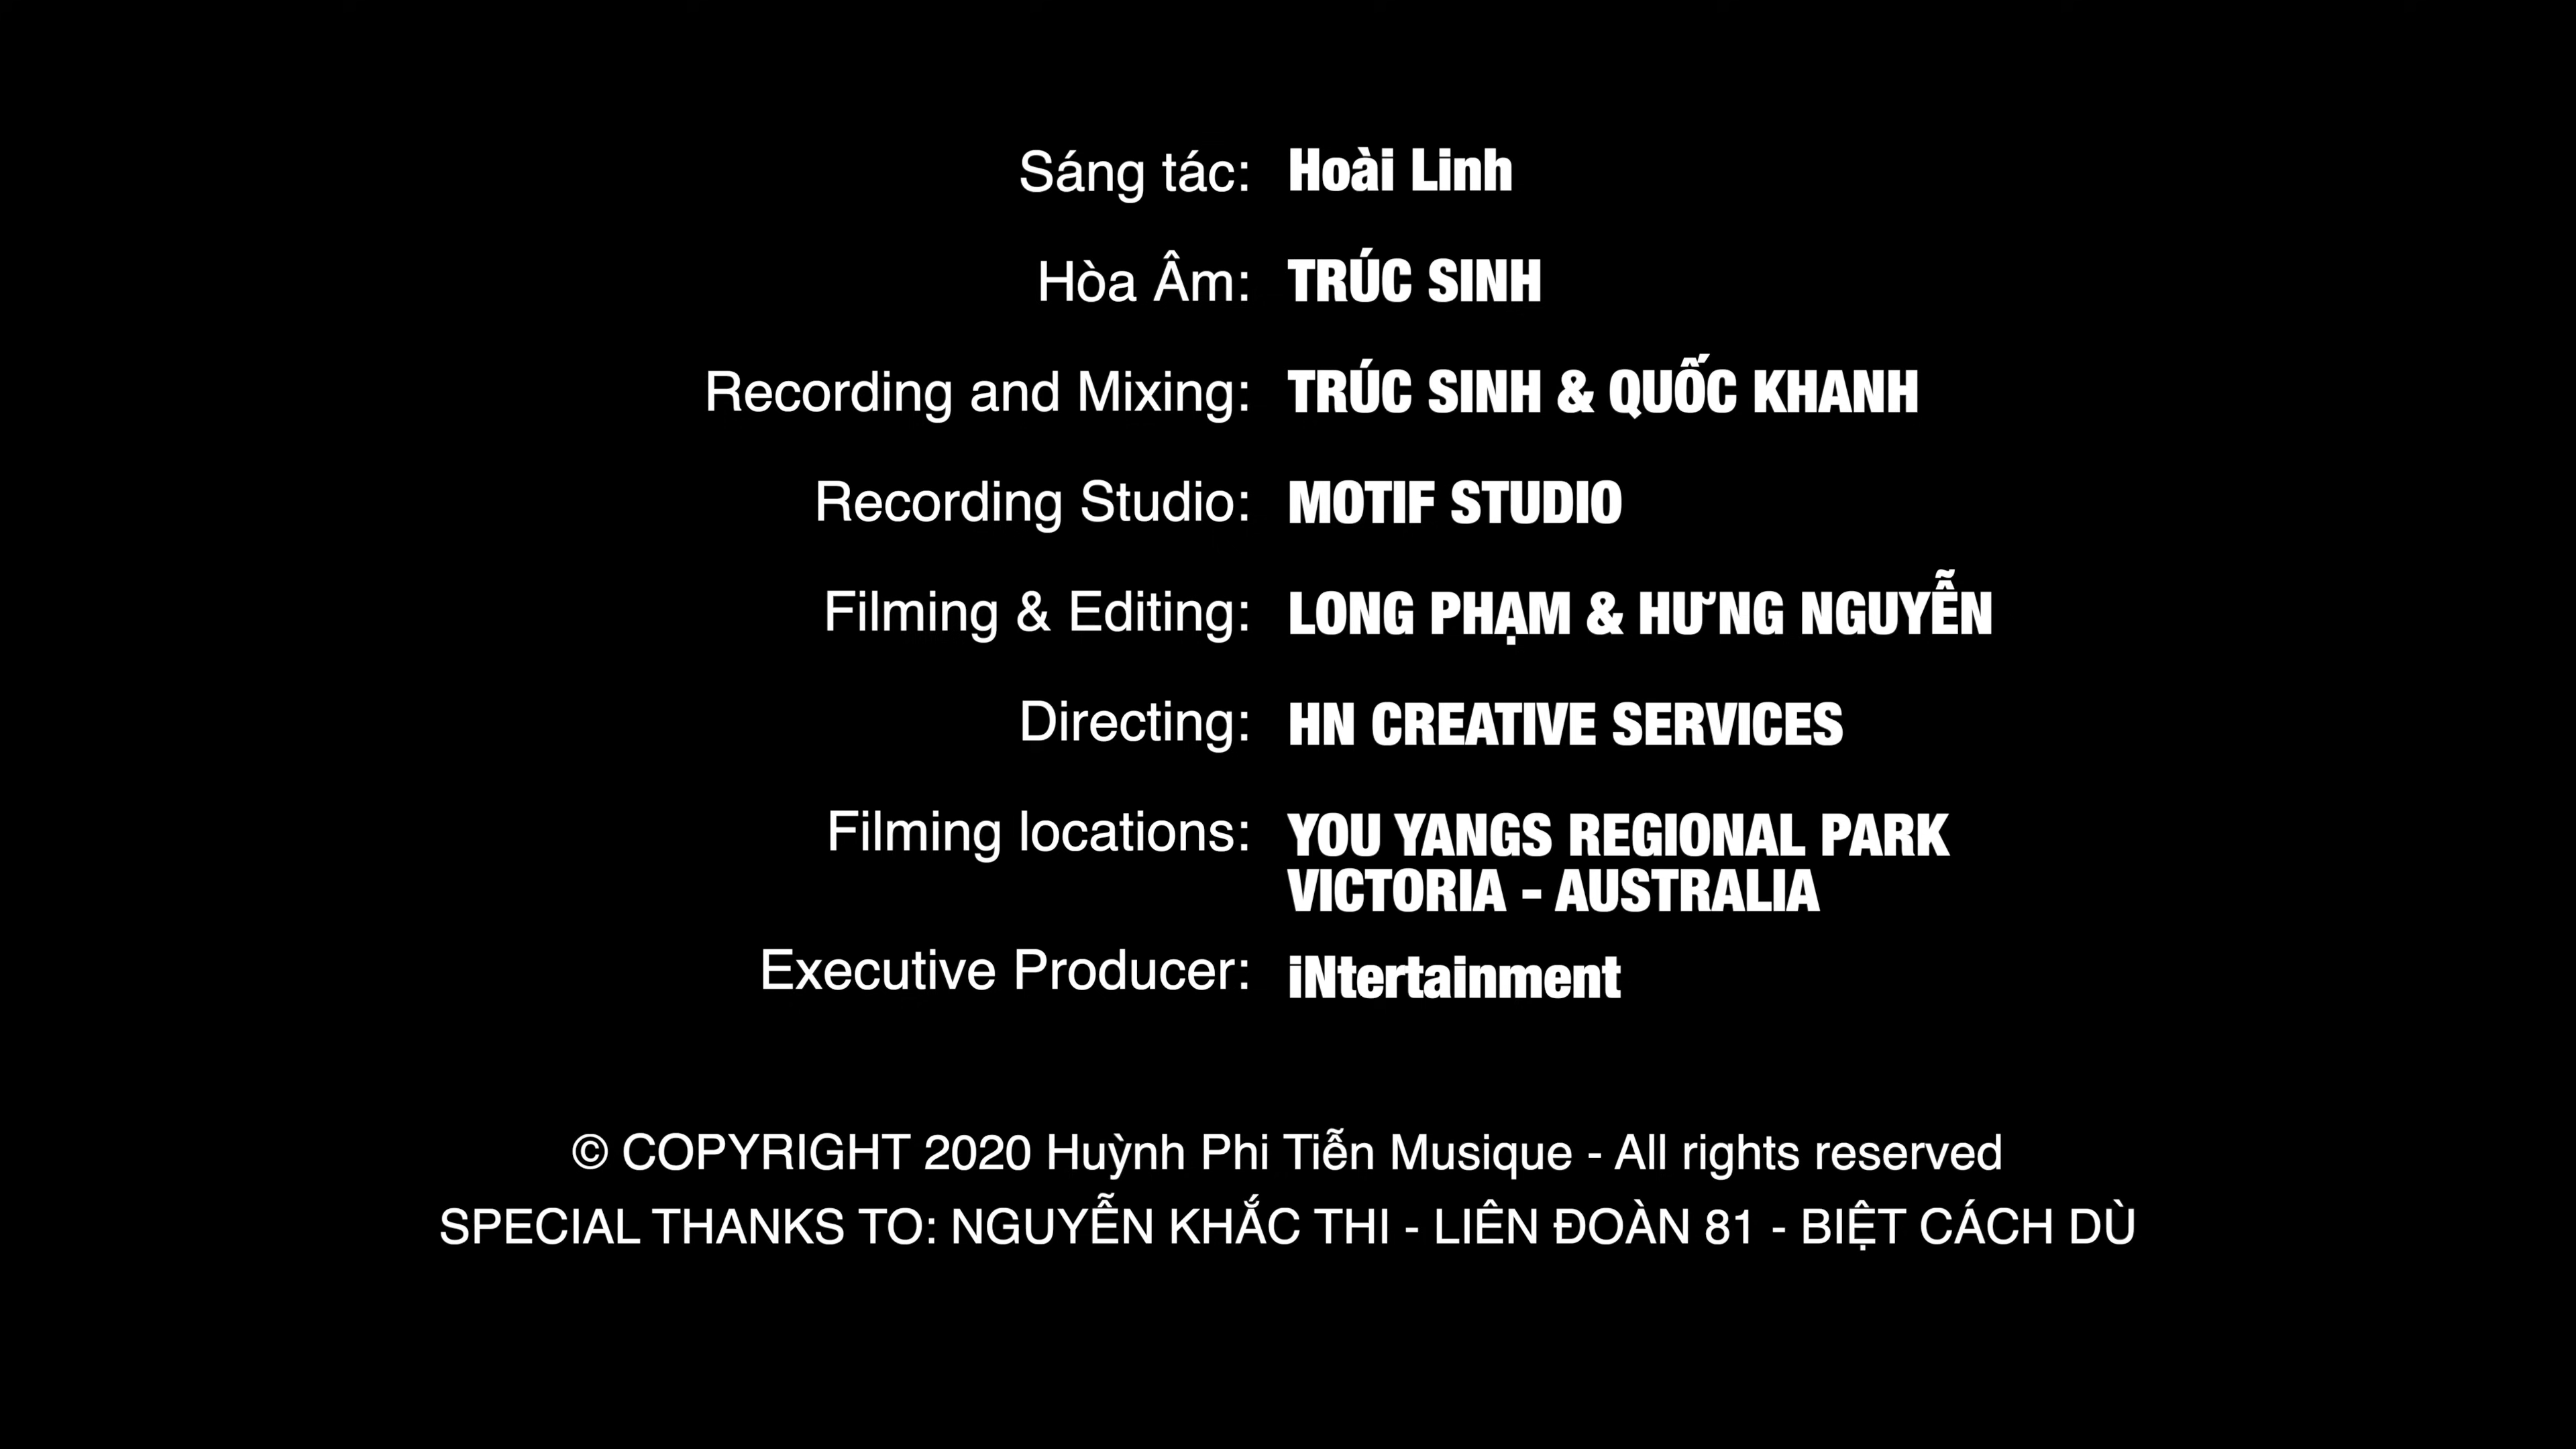 Sáng tác: Hoài Linh
Hòa Âm: TRÚC SINH
Recording and Mixing: TRÚC SINH & QUỐC KHANH
Recording Studio: MOTIF STUDIO
Filming & Editing: LONG PHẠM & HƯNG NGUYỄN
Directing: HN CREATIVE SERVICES
Filming locations: YOU YANGS REGIONAL PARK
VICTORIA - AUSTRALIA
Executive Producer: iNtertainment
© COPYRIGHT 2020 Huỳnh Phi Tiễn Musique - All rights reserved
SPECIAL THANKS TO: NGUYỄN KHẮC THI - LIÊN ĐOÀN 81 - BIỆT CÁCH DÙ